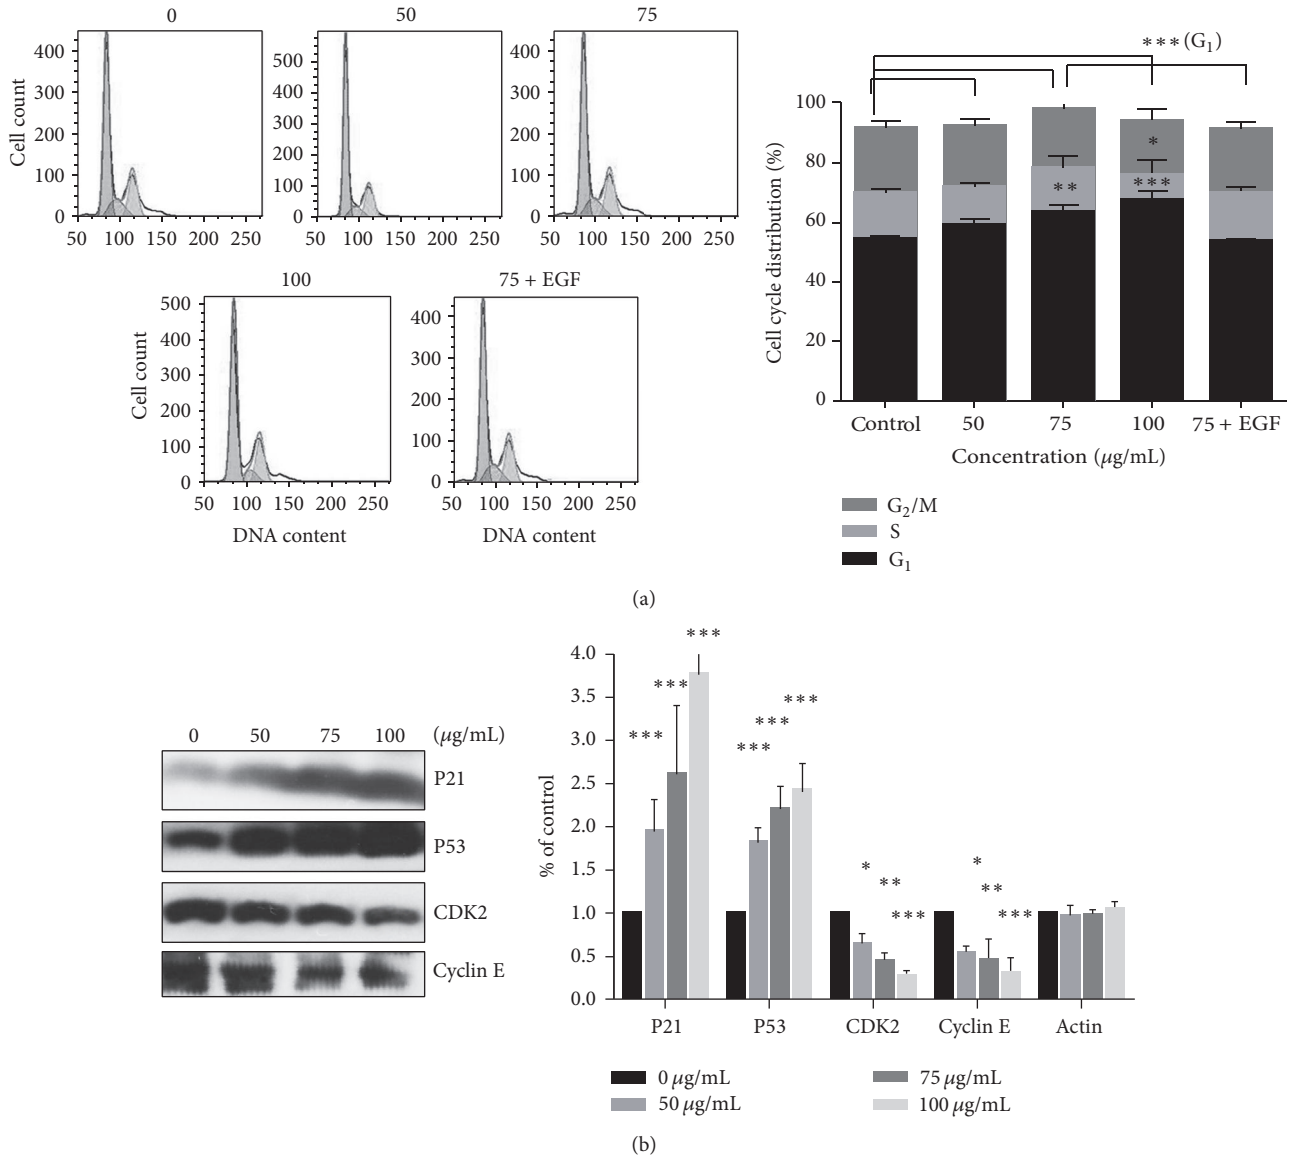 0
50
75
Cell count
400
300
200
100
0
50 100 150 200 250
500
400
300
200
100
0
50 100 150 200 250
400
300
200
100
0
50 100 150 200 250
100
75 + EGF
Cell count
500
400
300
200
100
0
50 100 150 200 250
DNA content
400
300
200
100
0
50 100 150 200 250
DNA content
***(G1)
Cell cycle distribution (%)
100
80
60
40
20
0
*
**
***
Control 50 75 100 75 + EGF
Concentration (μg/mL)
G2/M
S
G1
(a)
0 50 75 100 (μg/mL)
P21
P53
CDK2
Cyclin E
% of control
4.0
3.5
3.0
2.5
2.0
1.5
1.0
0.5
0.0
*** *** ***
*** *** ***
* ** ***
* ** ***
P21 P53 CDK2 Cyclin E Actin
0 μg/mL
50 μg/mL
75 μg/mL
100 μg/mL
(b)